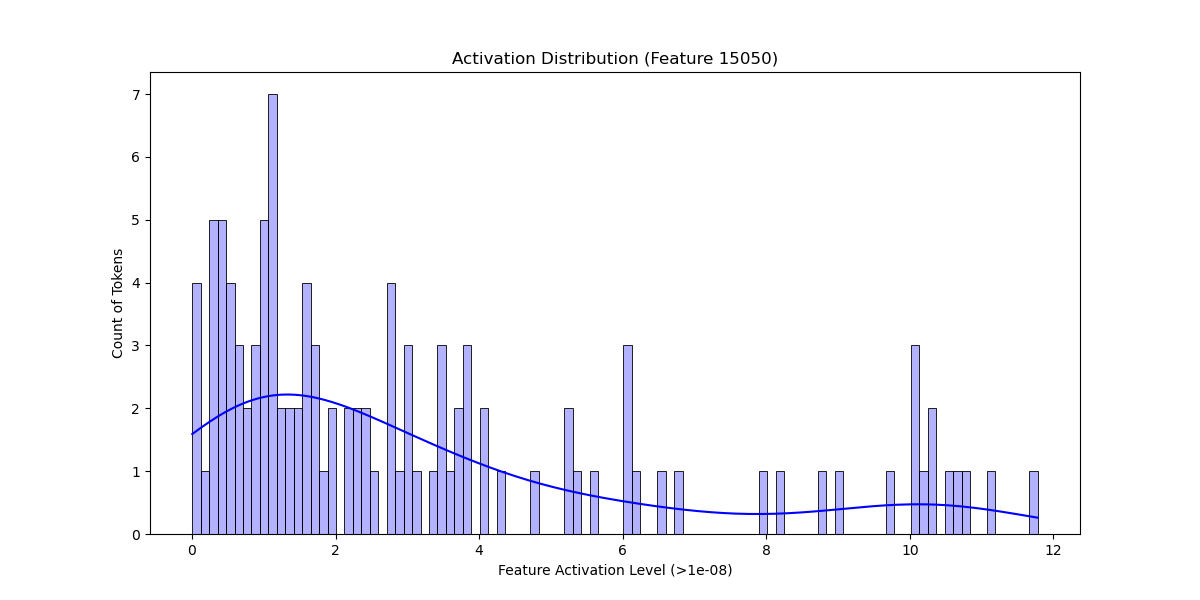 Activation Distribution (Feature 15050)
Count of Tokens
7
6
5
4
3
2
1
0
0 2 4 6 8 10 12
Feature Activation Level (>1e-08)